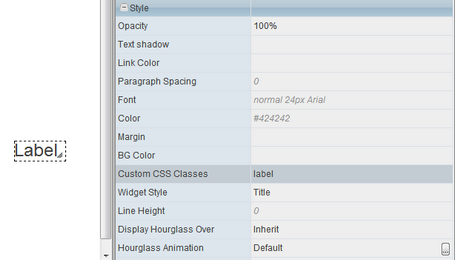 Style
Opacity 100%
Text shadow
Link Color
Paragraph Spacing 0
Font normal 24px Arial
Color #424242
Margin
Label
BG Color
Custom CSS Classes label
Widget Style Title
Line Height 0
Display Hourglass Over Inherit
Hourglass Animation Default